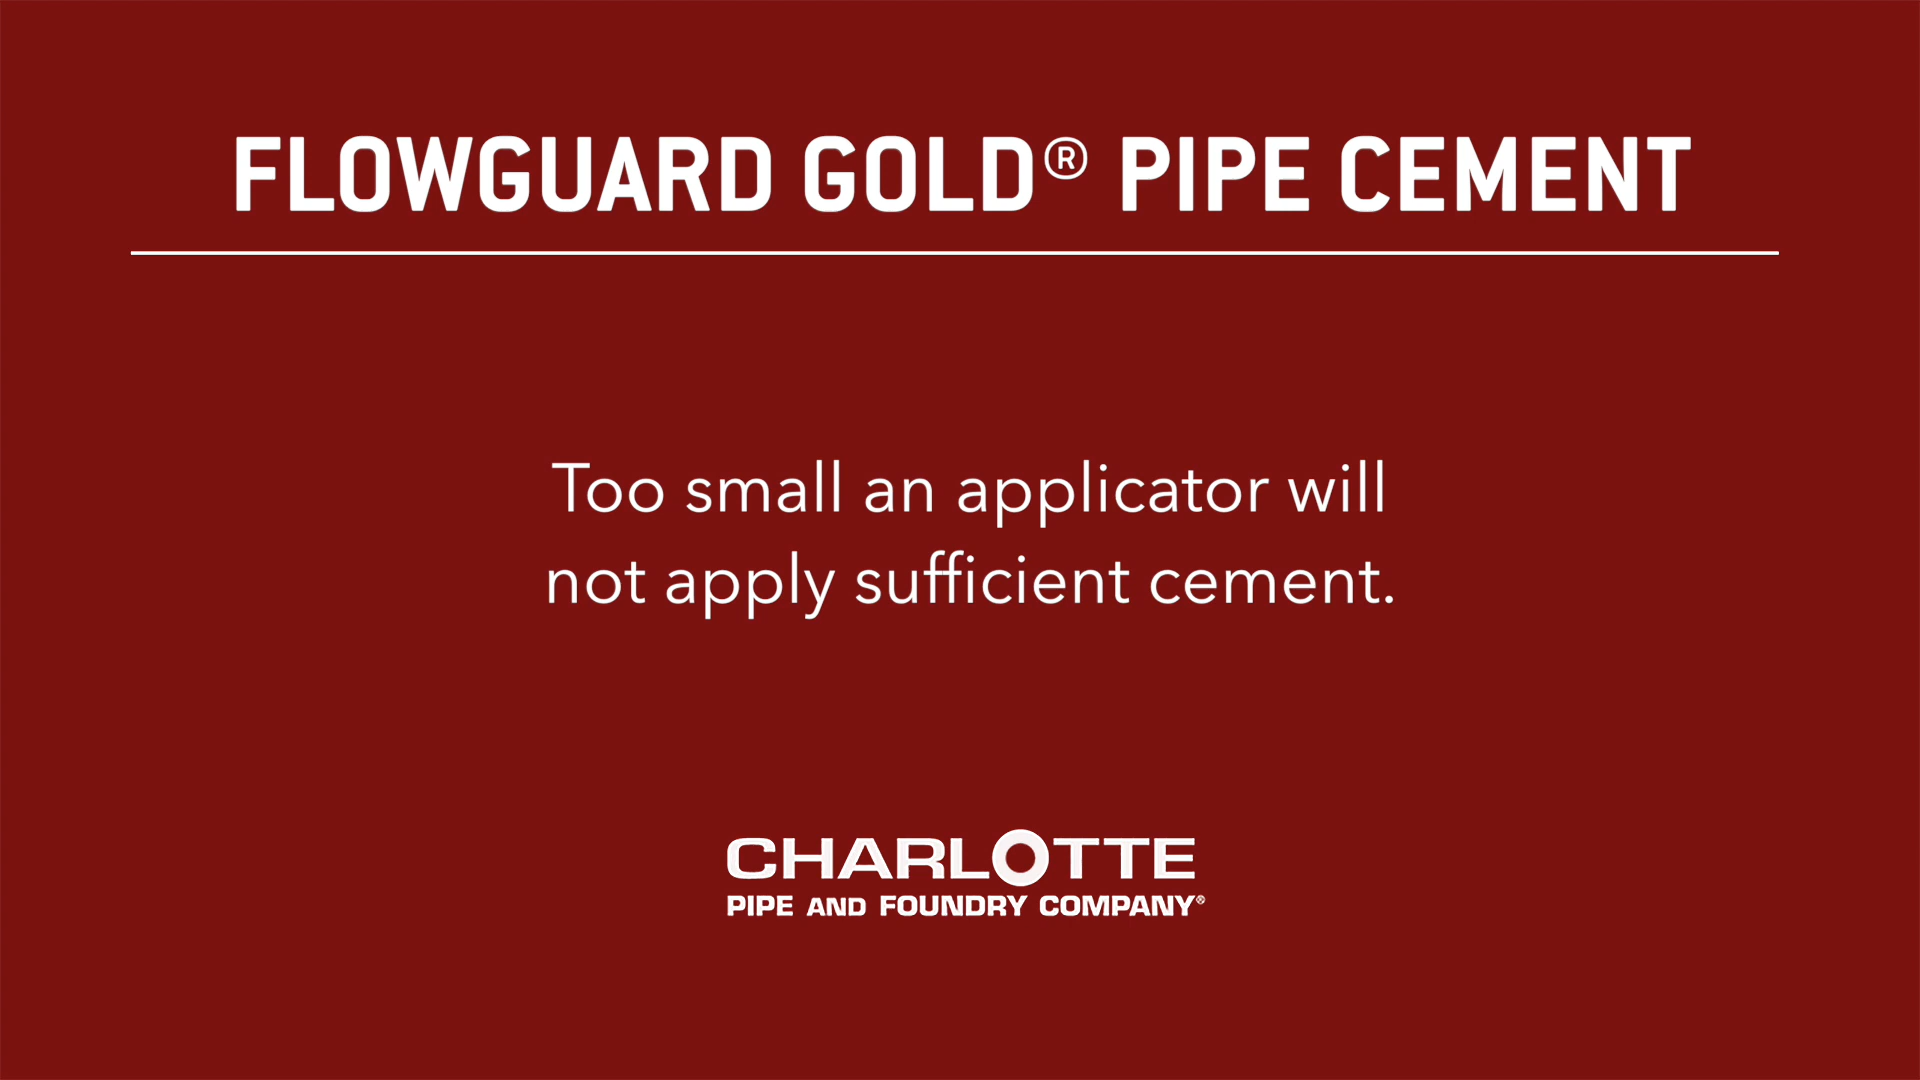 FLOWGUARD GOLD® PIPE CEMENT
Too small an applicator will
not apply sufficient cement.
CHARLOTTE
PIPE AND FOUNDRY COMPANY®